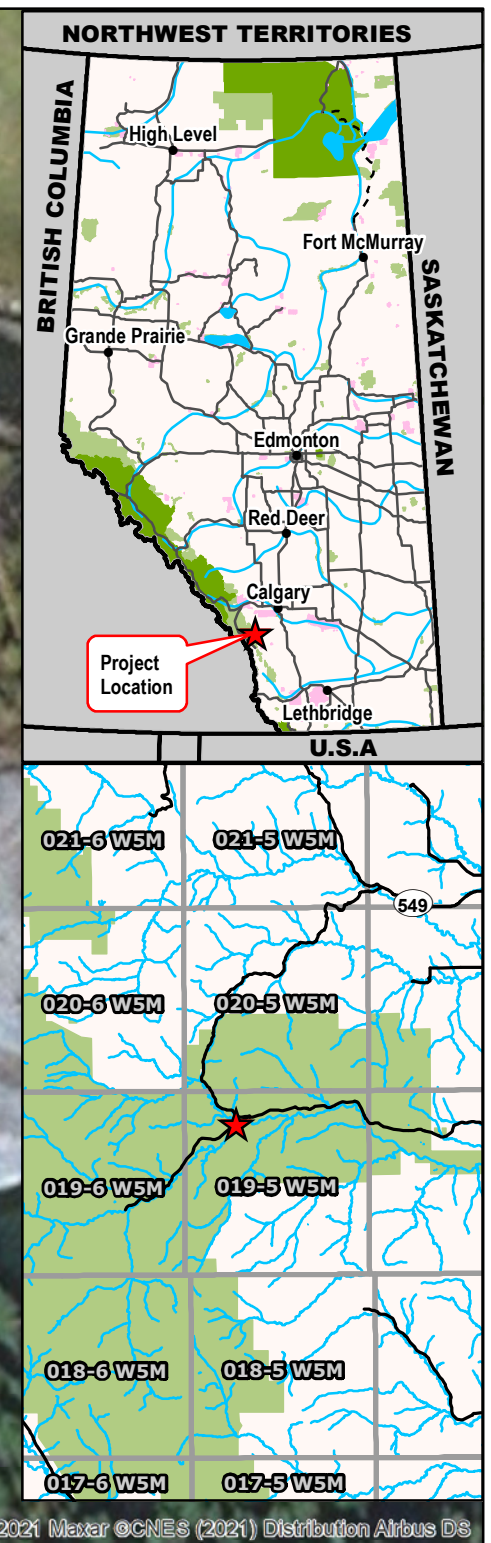 NORTHWEST TERRITORIES
BRITISH COLUMBIA
High Level
Fort McMurray
SASKATCHEWAN
Grande Prairie
Edmonton
Red Deer
Calgary
Project
Location
Lethbridge
U.S.A
021-6 W5M
021-5 W5M
549
020-6 W5M
020-5 W5M
019-6 W5M
019-5 W5M
018-6 W5M
018-5 W5M
017-6 W5M
017-5 W5M
2021 Maxar ©CNES (2021) Distribution Airbus DS